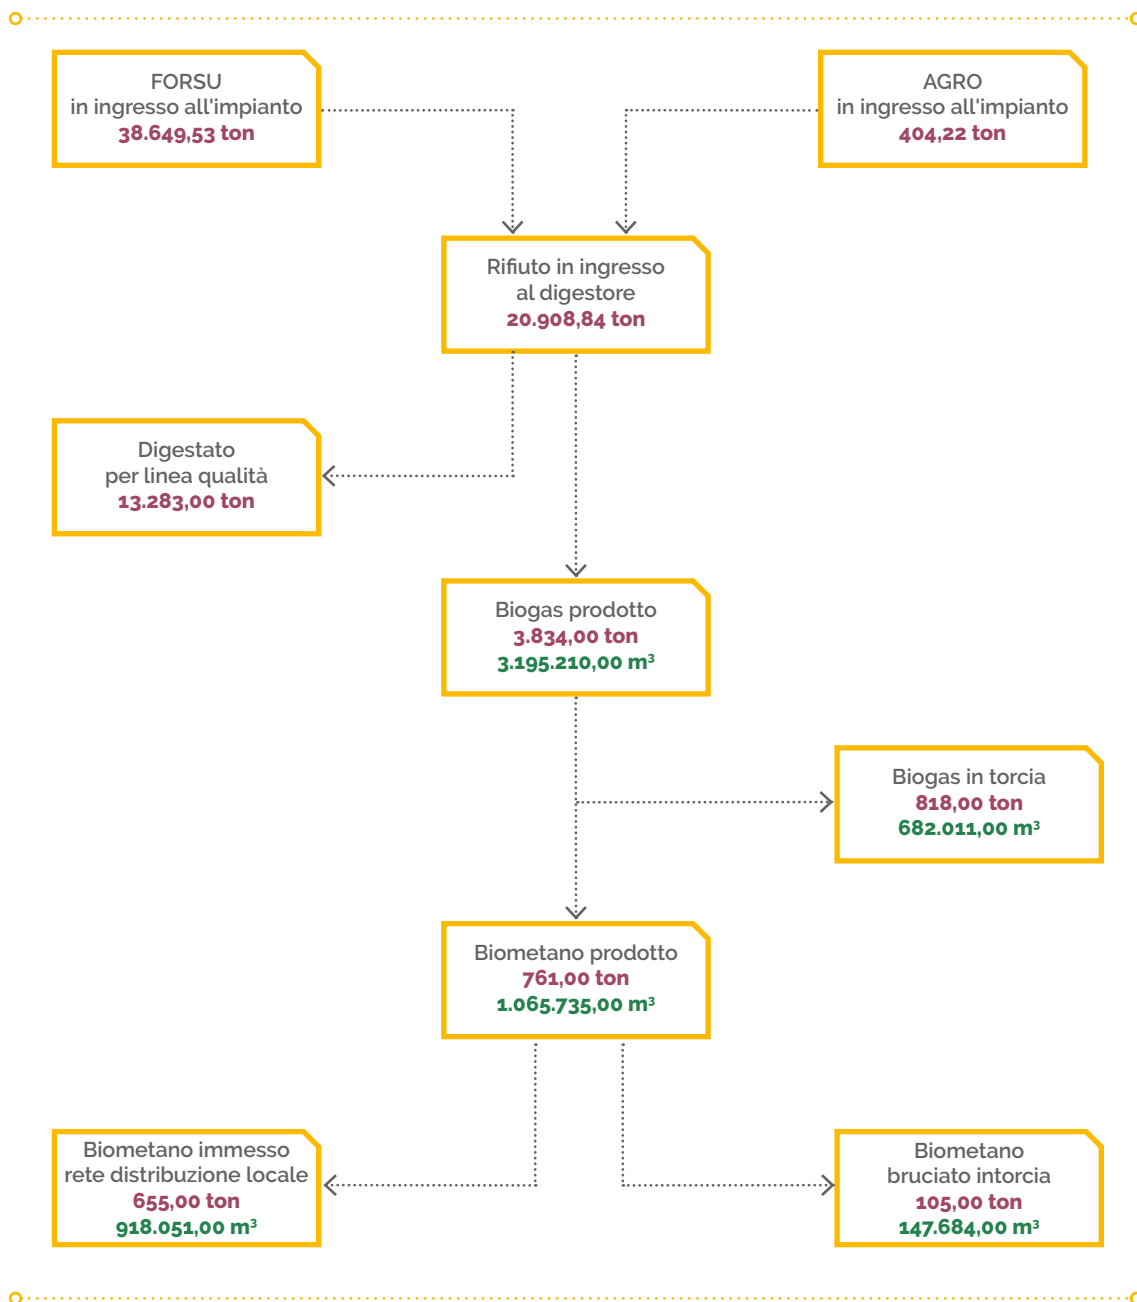 FORSU
in ingresso all'impianto
38.649,53 ton
AGRO
in ingresso all'impianto
404,22 ton
Rifiuto in ingresso
al digestore
20.908,84 ton
Digestato
per linea qualità
13.283,00 ton
Biogas prodotto
3.834,00 ton
3.195.210,00 m³
Biogas in torcia
818,00 ton
682.011,00 m³
Biometano prodotto
761,00 ton
1.065.735,00 m³
Biometano immesso
rete distribuzione locale
655,00 ton
918.051,00 m³
Biometano
bruciato intorcia
105,00 ton
147.684,00 m³